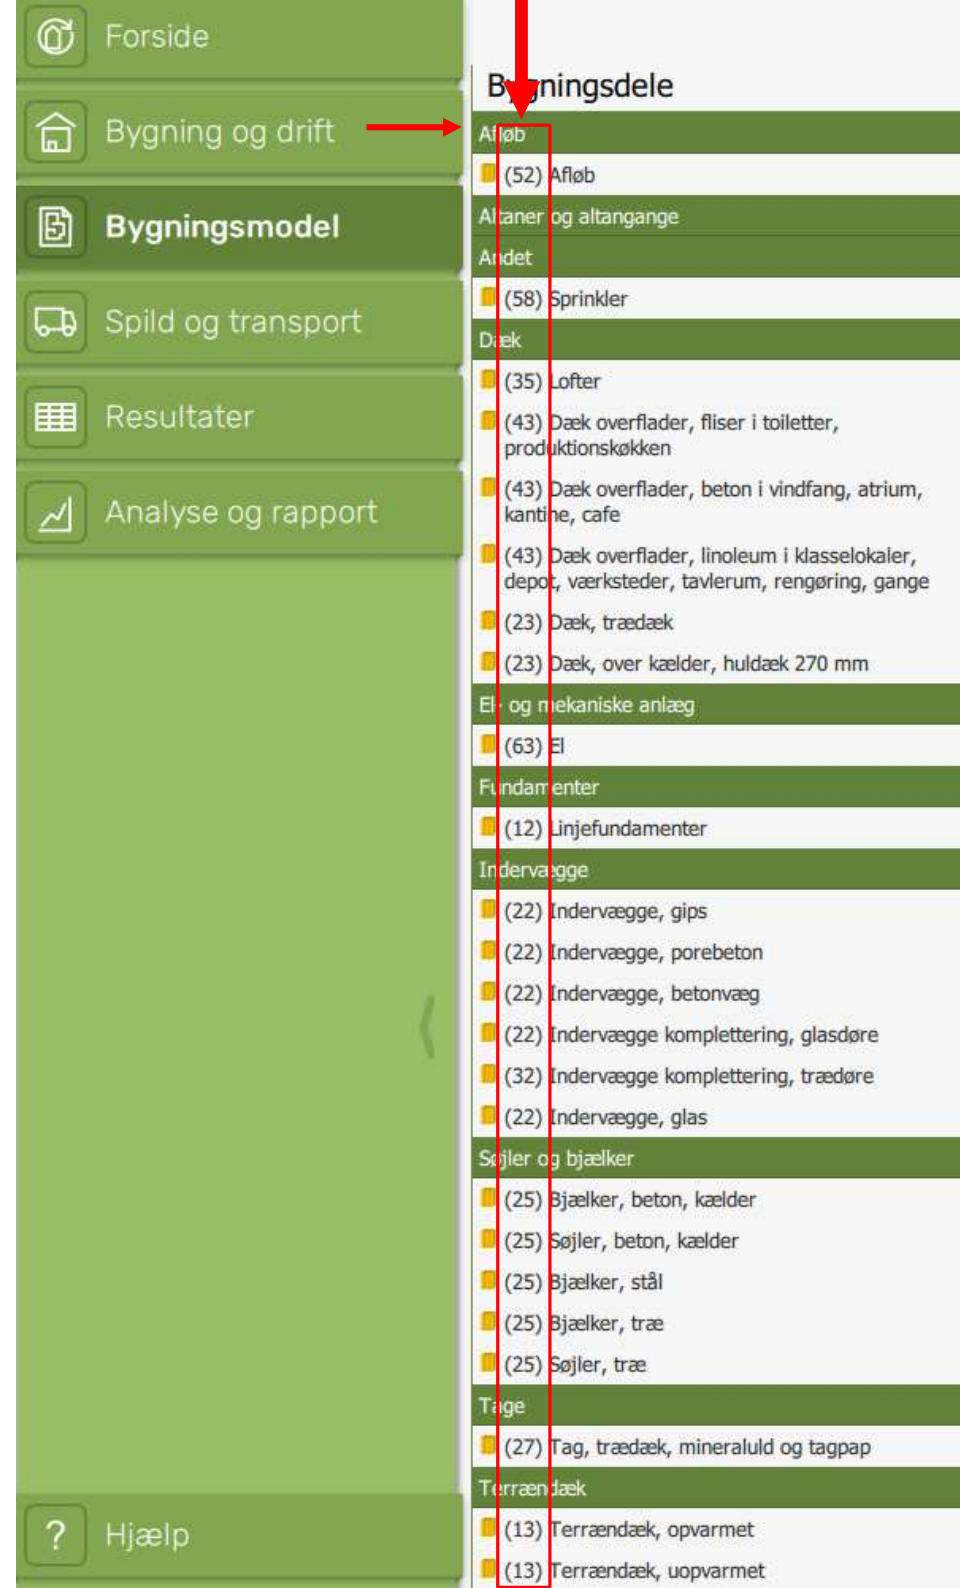 Forside
Bygning og drift
Bygningsmodel
Spild og transport
Resultater
Analyse og rapport
? Hjælp
Bygningsdele
Afløb
(52) Afløb
Altaner og altangange
Andet
(58) Sprinkler
Dæk
(35) Lofter
(43) Dæk overflader, fliser i toiletter,
produktionskøkken
(43) Dæk overflader, beton i vindfang, atrium,
kantine, cafe
(43) Dæk overflader, linoleum i klasselokaler,
depot, værksteder, tavlerum, rengøring, gange
(23) Dæk, trædæk
(23) Dæk, over kælder, huldæk 270 mm
El- og mekaniske anlæg
(63) El
Fundamenter
(12) Linjefundamenter
Indervægge
(22) Indervægge, gips
(22) Indervægge, porebeton
(22) Indervægge, betonvæg
(22) Indervægge komplettering, glasdøre
(32) Indervægge komplettering, trædøre
(22) Indervægge, glas
Søjler og bjælker
(25) Bjælker, beton, kælder
(25) Søjler, beton, kælder
(25) Bjælker, stål
(25) Bjælker, træ
(25) Søjler, træ
Tage
(27) Tag, trædæk, mineraluld og tagpap
Terrændæk
(13) Terrændæk, opvarmet
(13) Terrændæk, uopvarmet